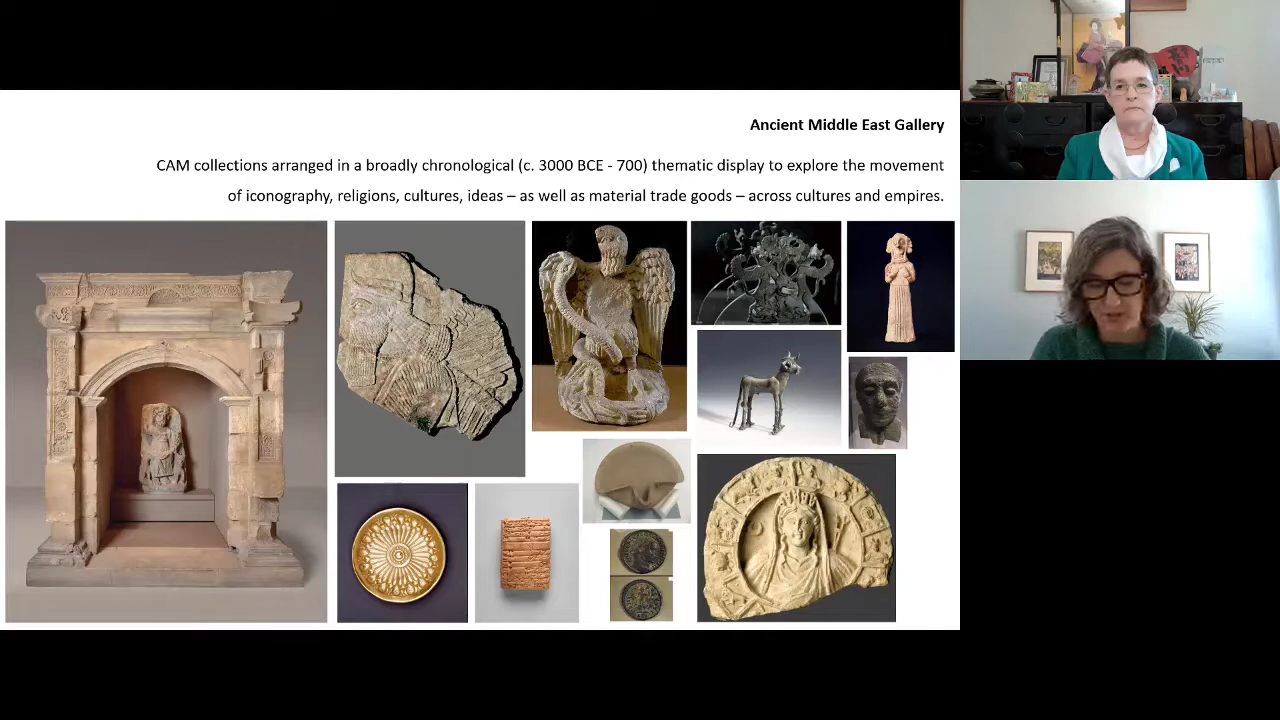 Ancient Middle East Gallery
CAM collections arranged in a broadly chronological (c. 3000 BCE - 700) thematic display to explore the movement
of iconography, religions, cultures, ideas – as well as material trade goods – across cultures and empires.